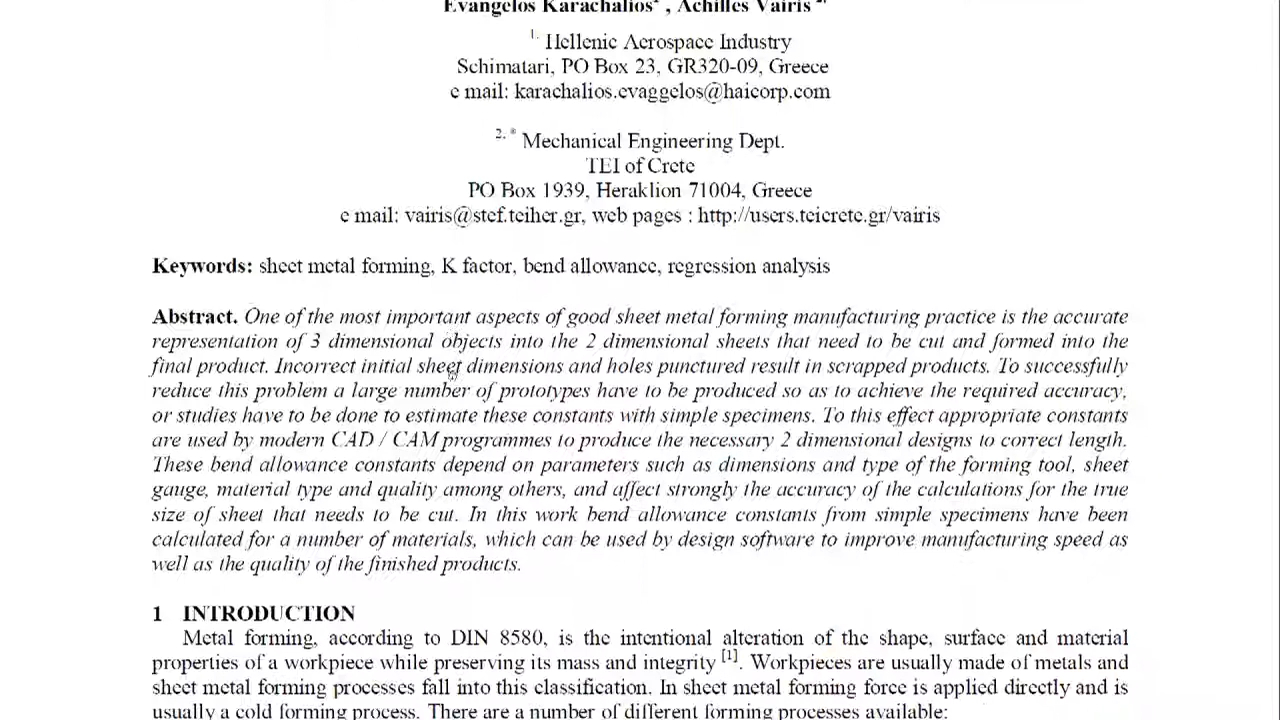 Evangelos Karachalios1 , Achilles Vairis 2*
1. Hellenic Aerospace Industry
Schimatari, PO Box 23, GR320-09, Greece
e mail: karachalios.evaggelos@haicorp.com
2. * Mechanical Engineering Dept.
TEI of Crete
PO Box 1939, Heraklion 71004, Greece
e mail: vairis@stef.teiher.gr, web pages : http://users.teicrete.gr/vairis
Keywords: sheet metal forming, K factor, bend allowance, regression analysis
Abstract. One of the most important aspects of good sheet metal forming manufacturing practice is the accurate
representation of 3 dimensional objects into the 2 dimensional sheets that need to be cut and formed into the
final product. Incorrect initial sheet dimensions and holes punctured result in scrapped products. To successfully
reduce this problem a large number of prototypes have to be produced so as to achieve the required accuracy,
or studies have to be done to estimate these constants with simple specimens. To this effect appropriate constants
are used by modern CAD / CAM programmes to produce the necessary 2 dimensional designs to correct length.
These bend allowance constants depend on parameters such as dimensions and type of the forming tool, sheet
gauge, material type and quality among others, and affect strongly the accuracy of the calculations for the true
size of sheet that needs to be cut. In this work bend allowance constants from simple specimens have been
calculated for a number of materials, which can be used by design software to improve manufacturing speed as
well as the quality of the finished products.
1 INTRODUCTION
Metal forming, according to DIN 8580, is the intentional alteration of the shape, surface and material
properties of a workpiece while preserving its mass and integrity [1]. Workpieces are usually made of metals and
sheet metal forming processes fall into this classification. In sheet metal forming force is applied directly and is
usually a cold forming process. There are a number of different forming processes available: